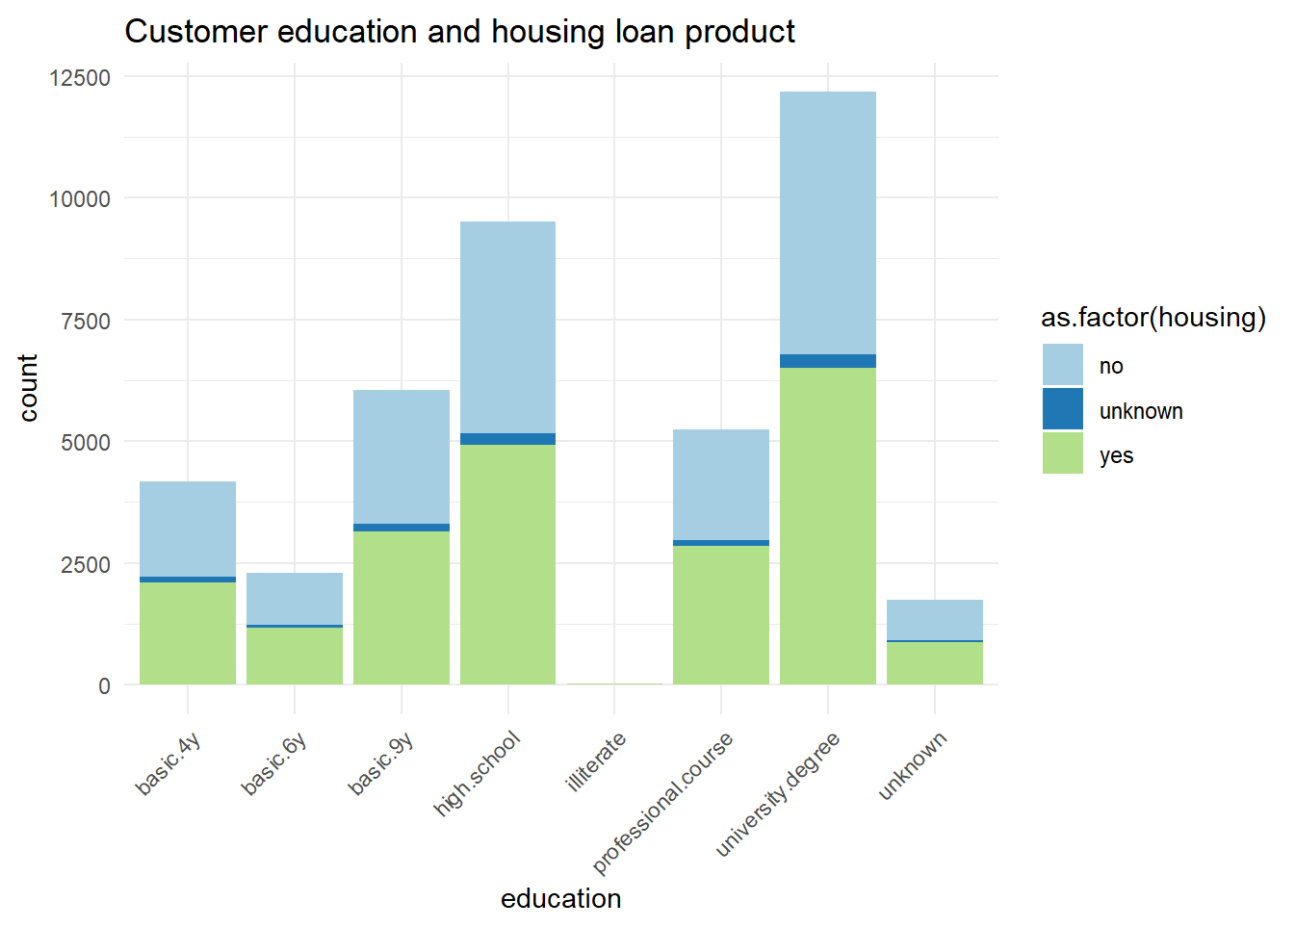 Customer education and housing loan product
12500
10000
7500
5000
2500
0
count
basic.4y
basic.6y
basic.9y
high.school
illiterate
professional.course
university.degree
unknown
education
as.factor(housing)
no
unknown
yes